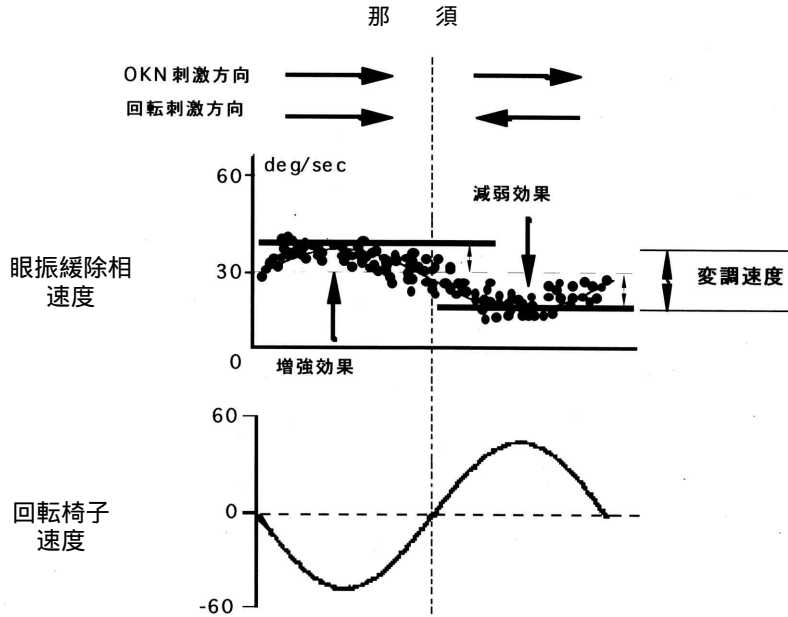 那 須
OKN刺激方向
回転刺激方向
60
deg/sec
減弱効果
眼振緩除相
速度
30
変調速度
0
増強効果
60
回転椅子
速度
0
-60